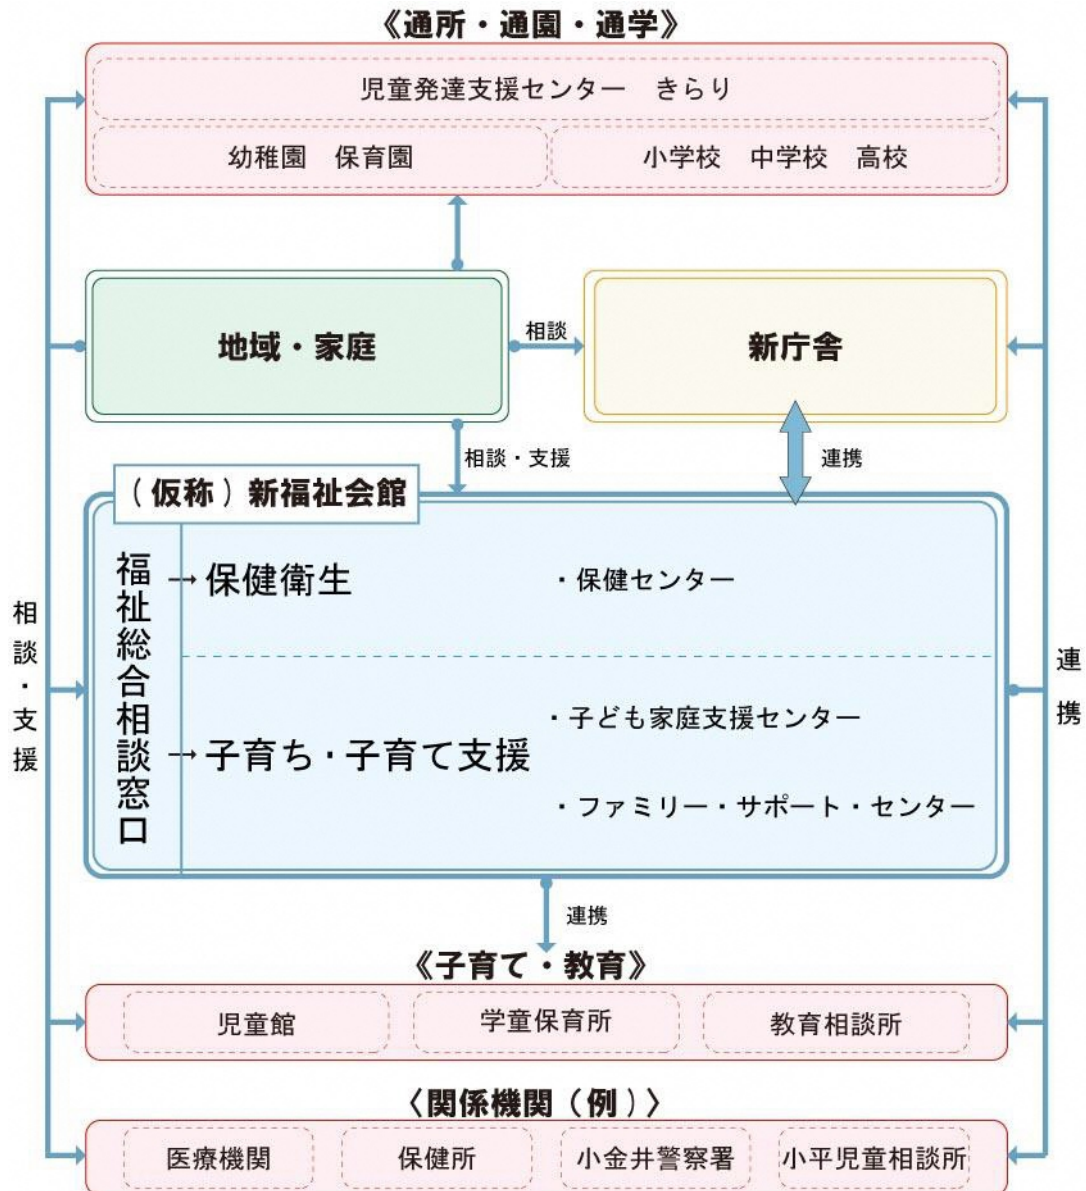 《通所・通園・通学》
児童発達支援センター　きらり
幼稚園　保育園
小学校　中学校　高校
地域・家庭
相談
新庁舎
相談・支援
連携
（仮称）新福祉会館
福祉総合相談窓口
→保健衛生
・保健センター
→子育ち・子育て支援
・子ども家庭支援センター
・ファミリー・サポート・センター
相談・支援
連携
連携
《子育て・教育》
児童館
学童保育所
教育相談所
〈関係機関（例）〉
医療機関
保健所
小金井警察署
小平児童相談所